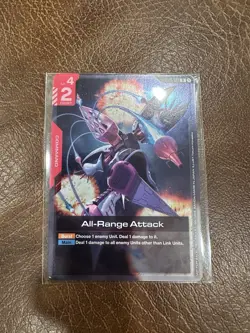 4
2
COMMAND
All-Range Attack
Burst Choose 1 enemy Unit. Deal 1 damage to it.
Main Deal 1 damage to all enemy Units other than Link Units.